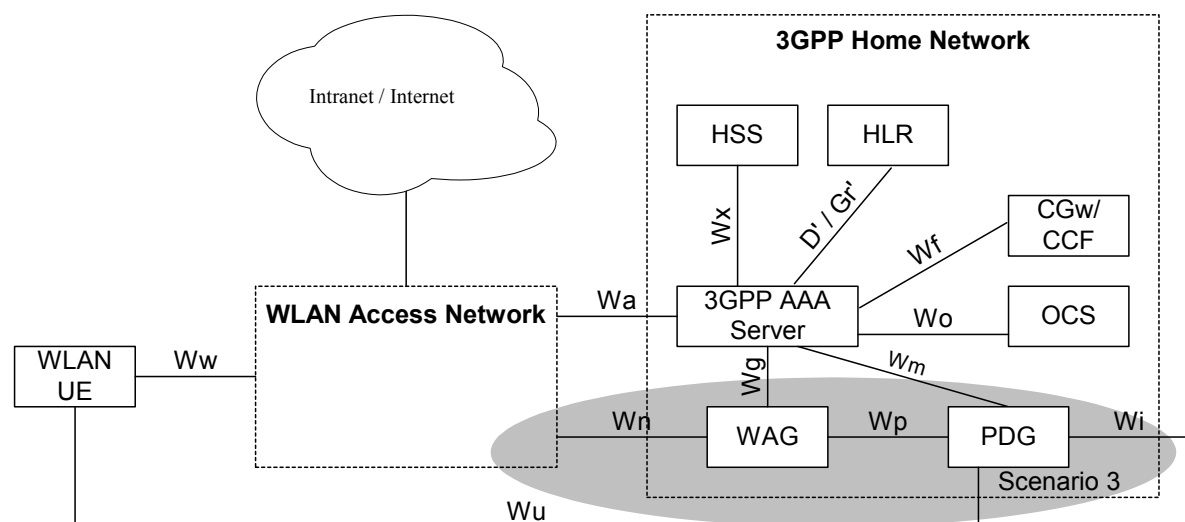 3GPP Home Network
Intranet / Internet
HSS
HLR
Wx
D' / Gr'
CGw/
CCF
Wf
WLAN Access Network
Wa
3GPP AAA
Server
Wo
OCS
WLAN
UE
Ww
Wg
Wm
Wn
WAG
Wp
PDG
Wi
Scenario 3
Wu